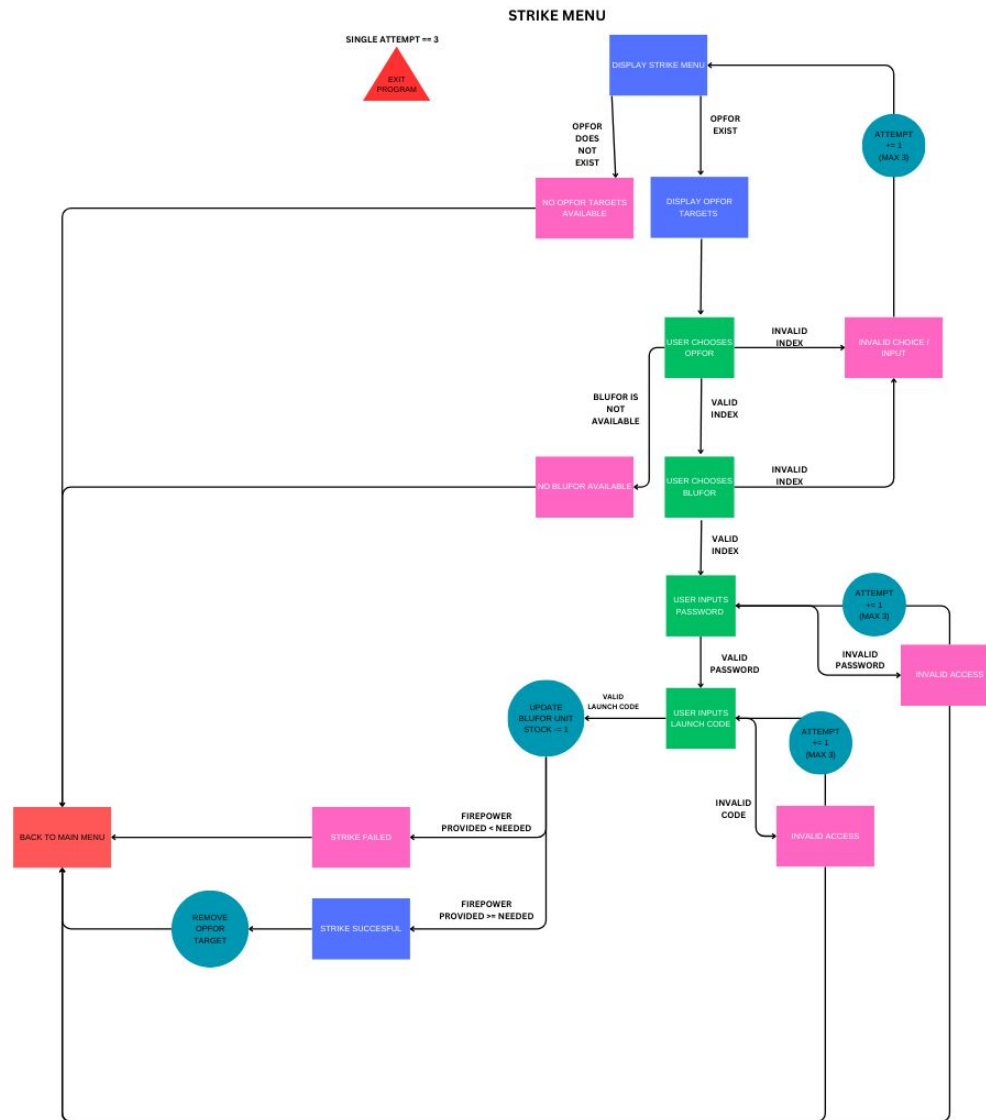 STRIKE MENU
SINGLE ATTEMPT == 3
EXIT
PROGRAM
DISPLAY STRIKE MENU
OPFOR
DOES
NOT
EXIST
OPFOR
EXIST
ATTEMPT
+= 1
(MAX 3)
NO OPFOR TARGETS
AVAILABLE
DISPLAY OPFOR
TARGETS
USER CHOOSES
OPFOR
INVALID
INDEX
INVALID CHOICE /
INPUT
BLUFOR IS
NOT
AVAILABLE
VALID
INDEX
NO BLUFOR AVAILABLE
USER CHOOSES
BLUFOR
INVALID
INDEX
VALID
INDEX
USER INPUTS
PASSWORD
ATTEMPT
+= 1
(MAX 3)
INVALID
PASSWORD
INVALID ACCESS
VALID
PASSWORD
UPDATE
BLUFOR UNIT
STOCK -= 1
VALID
LAUNCH CODE
USER INPUTS
LAUNCH CODE
ATTEMPT
+= 1
(MAX 3)
INVALID
CODE
INVALID ACCESS
BACK TO MAIN MENU
STRIKE FAILED
FIREPOWER
PROVIDED < NEEDED
REMOVE
OPFOR
TARGET
STRIKE SUCCESFUL
FIREPOWER
PROVIDED >= NEEDED